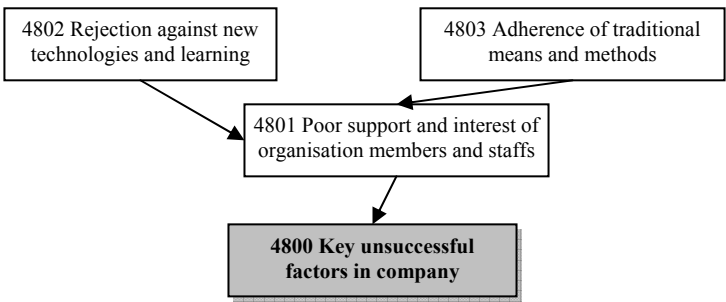 4802 Rejection against new
technologies and learning
4803 Adherence of traditional
means and methods
4801 Poor support and interest of
organisation members and staffs
4800 Key unsuccessful
factors in company